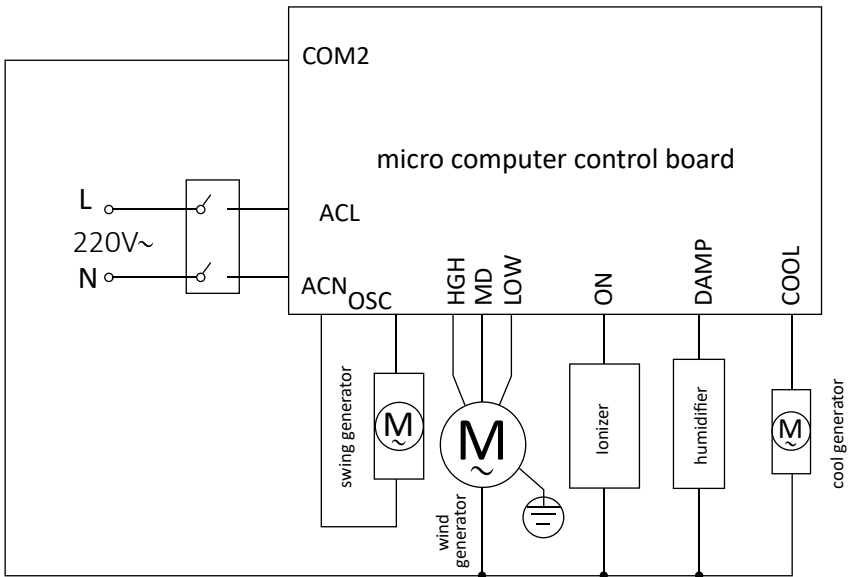 COM2
micro computer control board
L
ACL
220V~
N
ACN
OSC
HGH
MD
LOW
ON
DAMP
COOL
swing generator
M
~
M
~
Ionizer
humidifier
M
~
cool generator
wind
generator